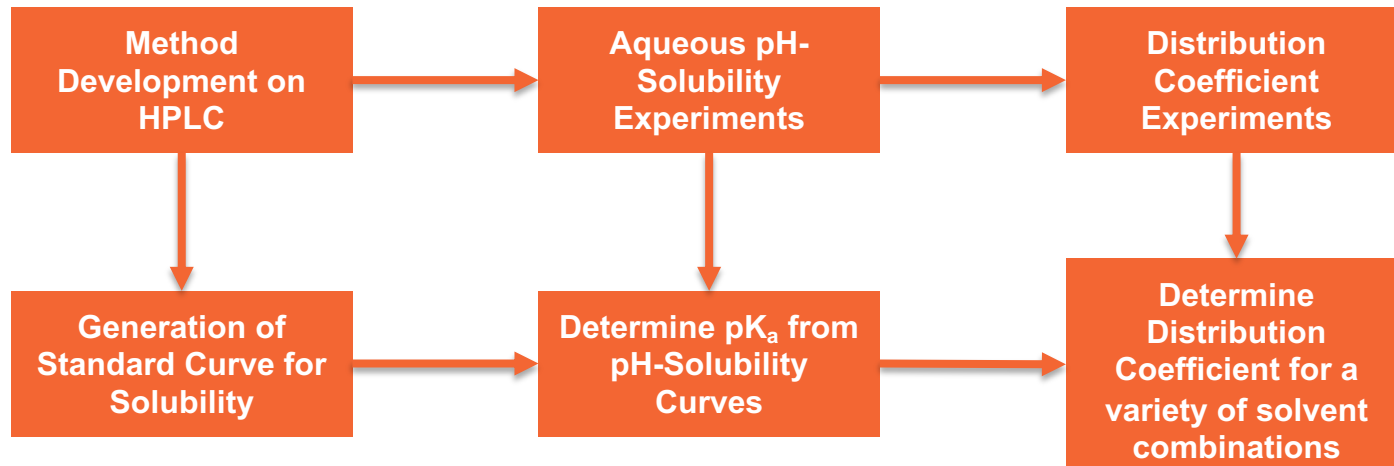 Method
Development on
HPLC
Aqueous pH-
Solubility
Experiments
Distribution
Coefficient
Experiments
Generation of
Standard Curve for
Solubility
Determine pKₐ from
pH-Solubility
Curves
Determine
Distribution
Coefficient for a
variety of solvent
combinations